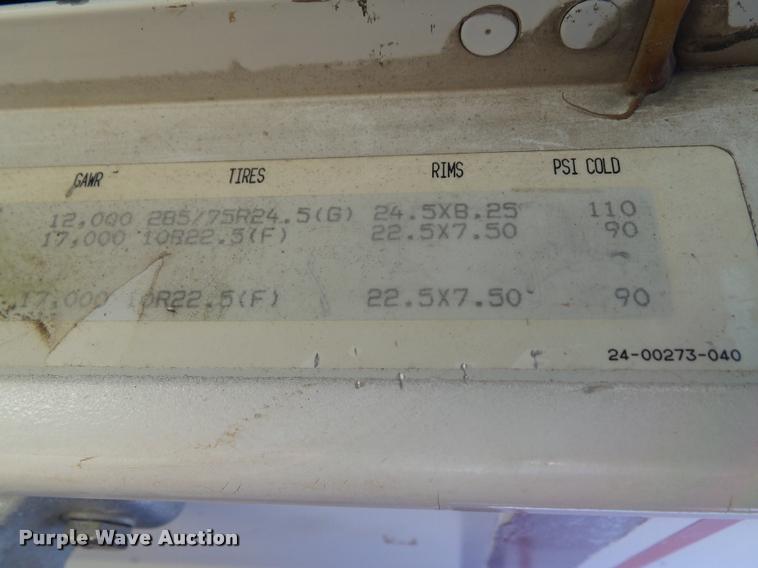 GAWR TIRES RIMS PSI COLD
12,000 285/75R24.5(G) 24.5X8.25 110
17,000 10R22.5(F) 22.5X7.50 90
17,000 10R22.5(F) 22.5X7.50 90
24-00273-040
Purple Wave Auction